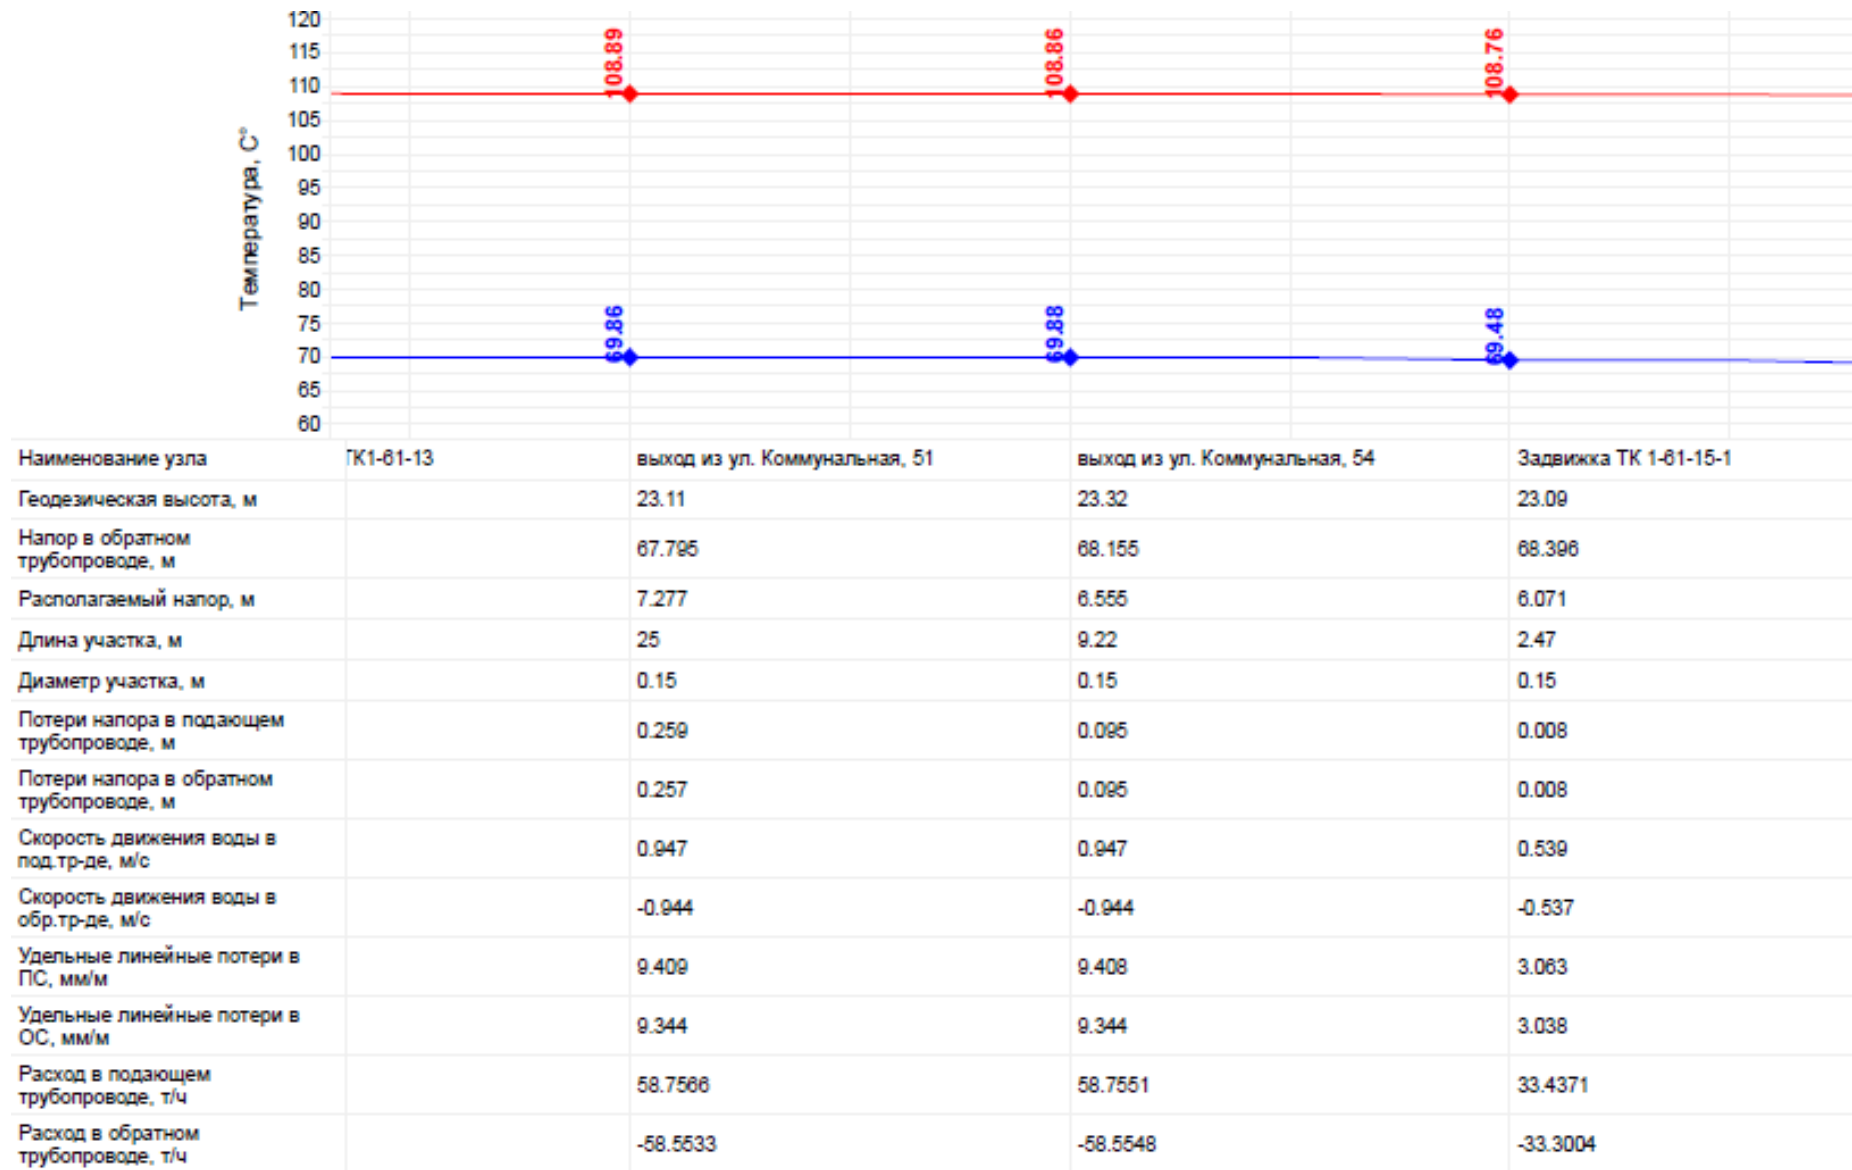 120
115
110
105
100
95
90
85
80
75
70
65
60
Температура, С°
108.89
108.86
108.76
69.86
69.88
69.48
Наименование узла ТК1-61-13 выход из ул. Коммунальная, 51 выход из ул. Коммунальная, 54 Задвижка ТК 1-61-15-1
Геодезическая высота, м 23.11 23.32 23.09
Напор в обратном
трубопроводе, м 67.795 68.155 68.396
Располагаемый напор, м 7.277 6.555 6.071
Длина участка, м 25 9.22 2.47
Диаметр участка, м 0.15 0.15 0.15
Потери напора в подающем
трубопроводе, м 0.259 0.095 0.008
Потери напора в обратном
трубопроводе, м 0.257 0.095 0.008
Скорость движения воды в
под.тр-де, м/с 0.947 0.947 0.539
Скорость движения воды в
обр.тр-де, м/с -0.944 -0.944 -0.537
Удельные линейные потери в
ПС, мм/м 9.409 9.408 3.063
Удельные линейные потери в
ОС, мм/м 9.344 9.344 3.038
Расход в подающем
трубопроводе, т/ч 58.7566 58.7551 33.4371
Расход в обратном
трубопроводе, т/ч -58.5533 -58.5548 -33.3004